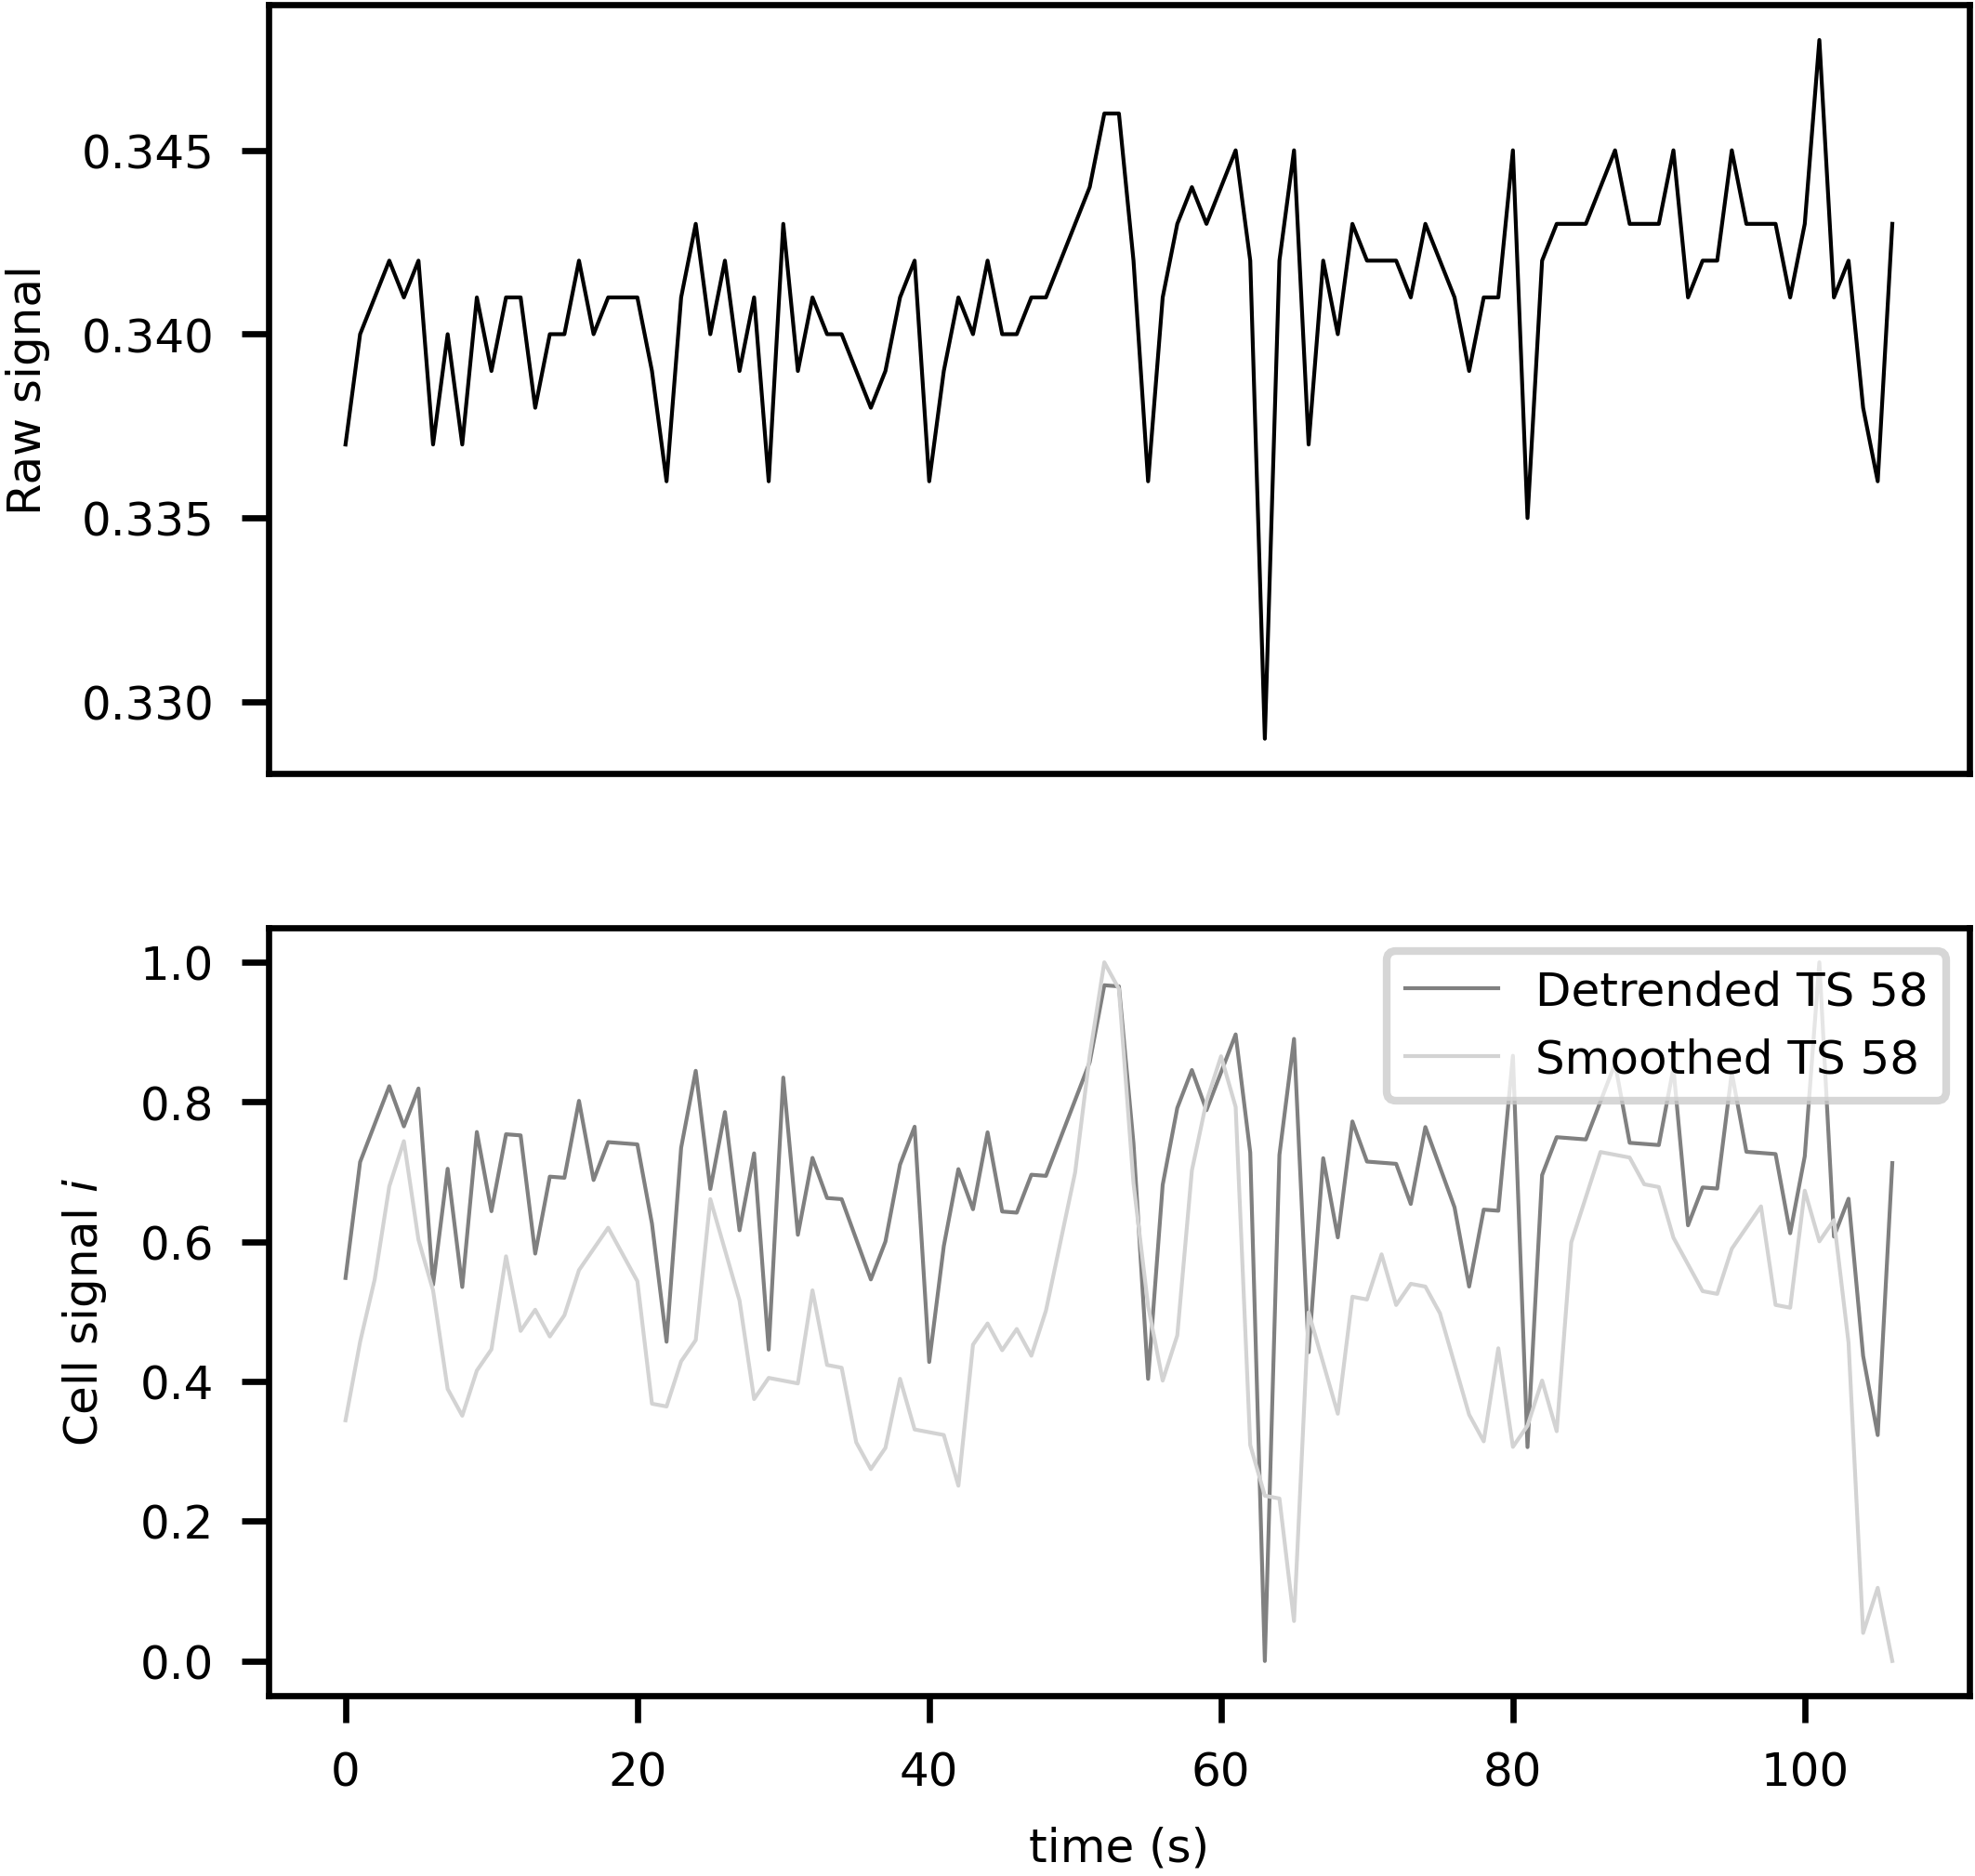 Raw signal
0.345
0.340
0.335
0.330
Cell signal i
1.0
0.8
0.6
0.4
0.2
0.0
Detrended TS 58
Smoothed TS 58
0 20 40 60 80 100
time (s)